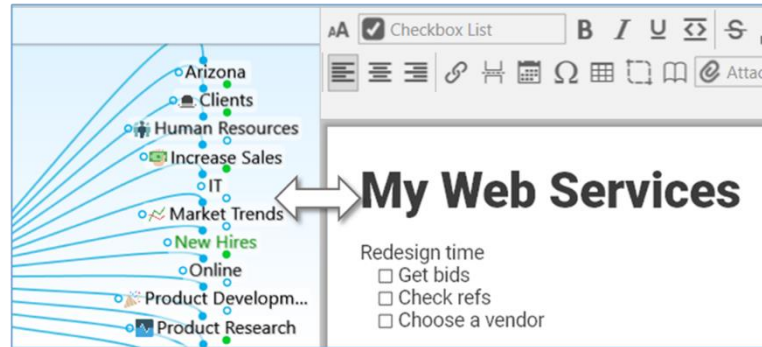 Arizona
Clients
Human Resources
Increase Sales
IT
Market Trends
New Hires
Online
Product Developm...
Product Research
AA Checkbox List B I U S
Ω Attac
My Web Services
Redesign time
Get bids
Check refs
Choose a vendor